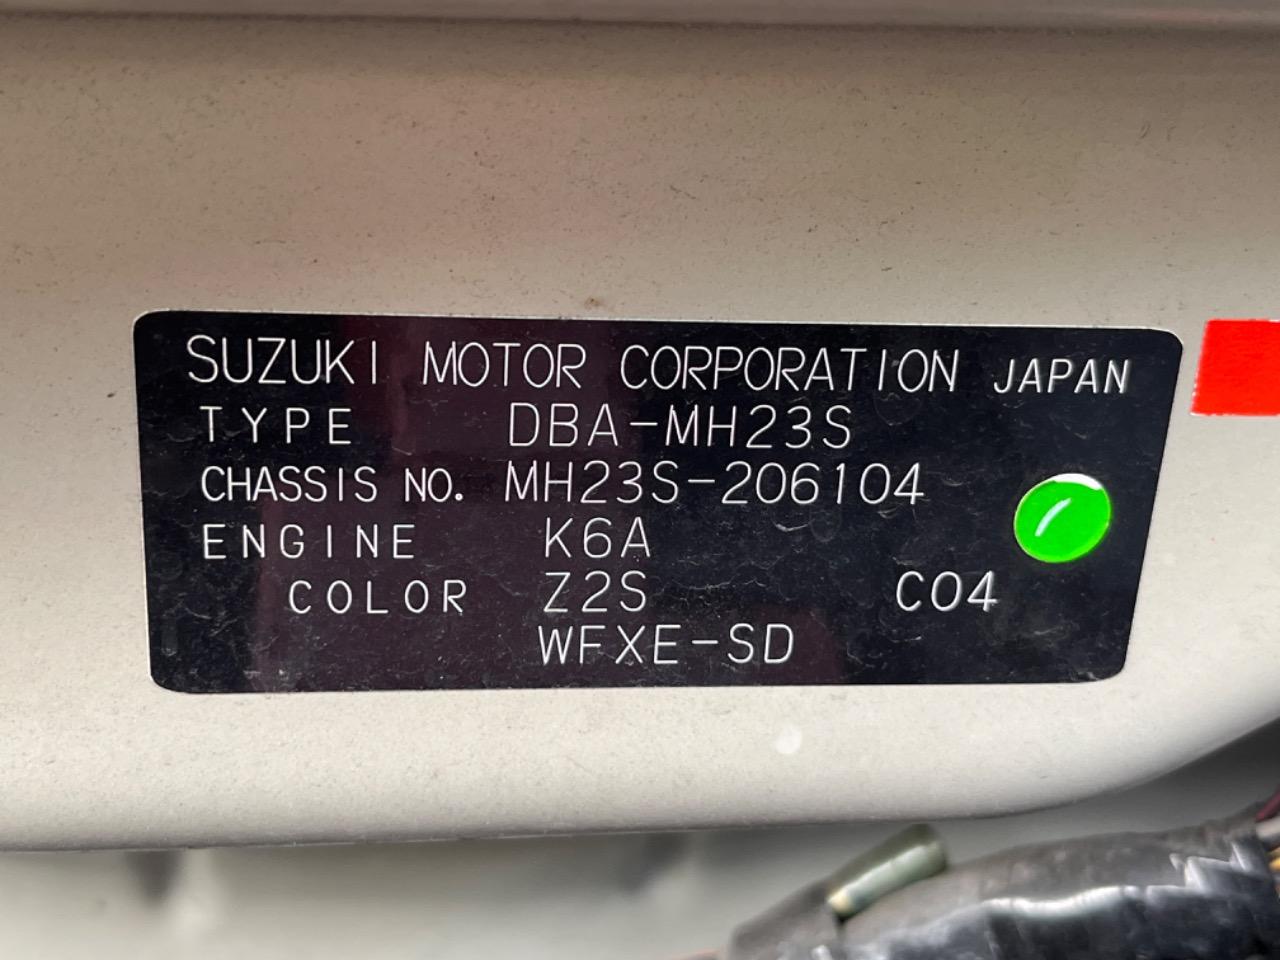 SUZUKI MOTOR CORPORATION JAPAN
TYPE DBA-MH23S
CHASSIS NO. MH23S-206104
ENGINE K6A
COLOR Z2S C04
WFXE-SD